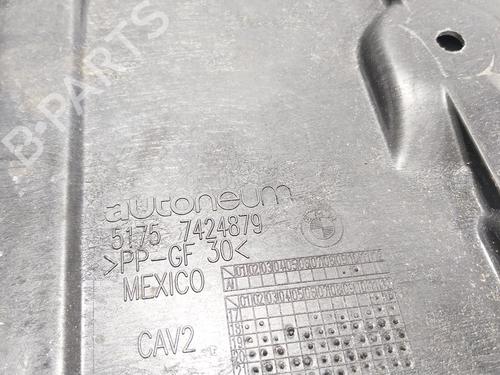 B-PARTS
autoneum
5175 7424879
>PP-GF 30<
MEXICO
CAV2